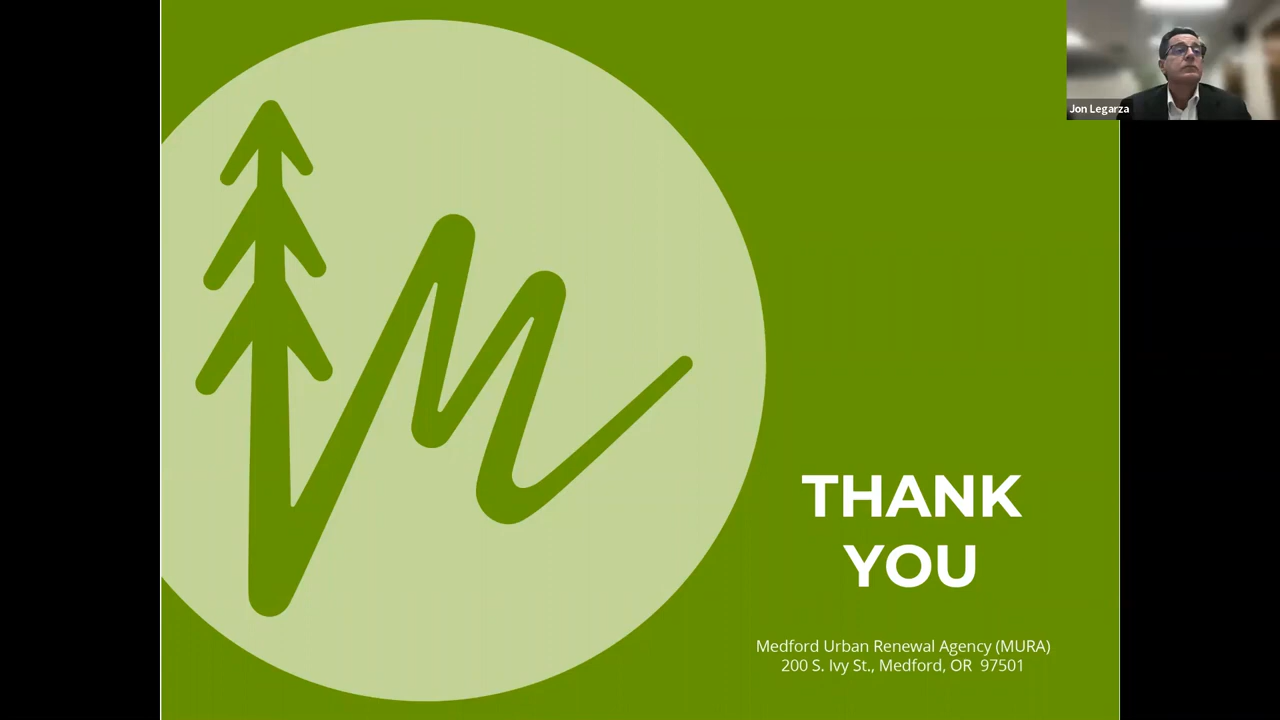 Jon Legarza
THANK
YOU
Medford Urban Renewal Agency (MURA)
200 S. Ivy St., Medford, OR 97501